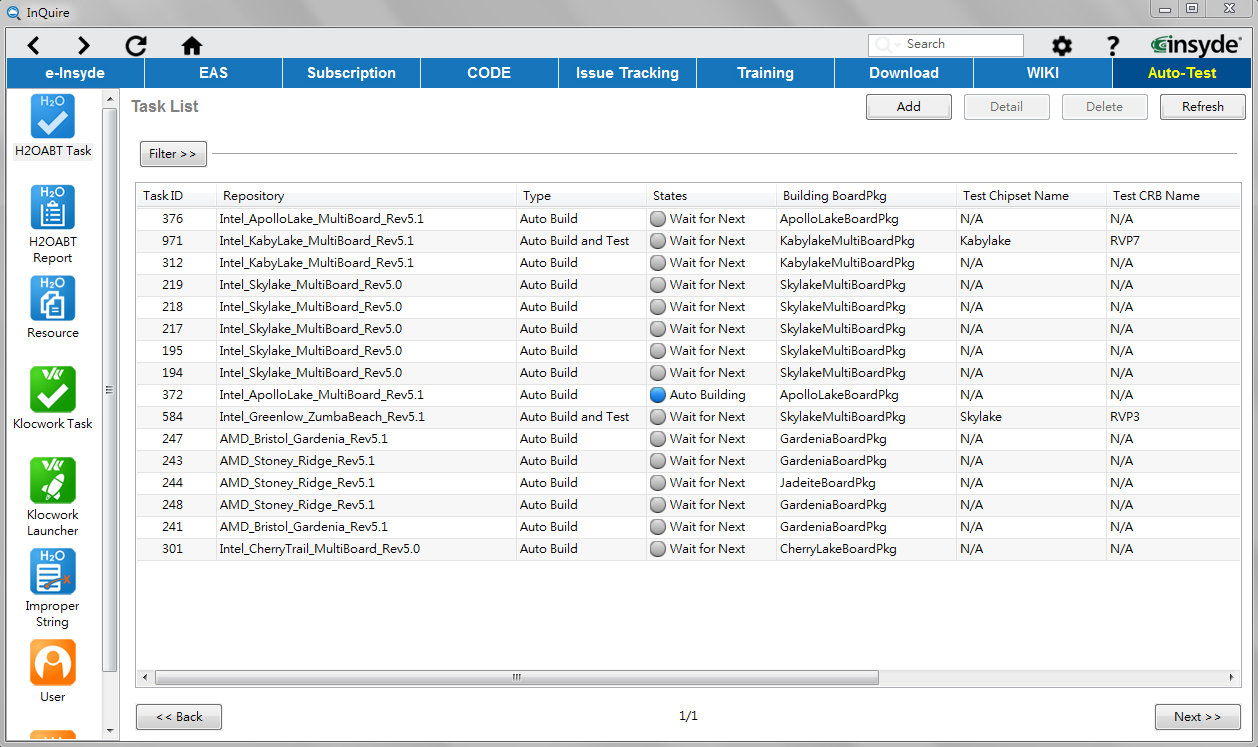 InQuire
Search
insyde
e-Insyde EAS Subscription CODE Issue Tracking Training Download WIKI Auto-Test
H2O
H2OABT Task
H2O
H2OABT
Report
H2O
Resource
Klocwork Task
Klocwork
Launcher
H2O
Improper
String
User
Task List
Add Detail Delete Refresh
Filter >>
Task ID Repository Type States Building BoardPkg Test Chipset Name Test CRB Name
376 Intel_ApolloLake_MultiBoard_Rev5.1 Auto Build Wait for Next ApolloLakeBoardPkg N/A N/A
971 Intel_KabyLake_MultiBoard_Rev5.1 Auto Build and Test Wait for Next KabylakeMultiBoardPkg Kabylake RVP7
312 Intel_KabyLake_MultiBoard_Rev5.1 Auto Build Wait for Next KabylakeMultiBoardPkg N/A N/A
219 Intel_Skylake_MultiBoard_Rev5.0 Auto Build Wait for Next SkylakeMultiBoardPkg N/A N/A
218 Intel_Skylake_MultiBoard_Rev5.0 Auto Build Wait for Next SkylakeMultiBoardPkg N/A N/A
217 Intel_Skylake_MultiBoard_Rev5.0 Auto Build Wait for Next SkylakeMultiBoardPkg N/A N/A
195 Intel_Skylake_MultiBoard_Rev5.0 Auto Build Wait for Next SkylakeMultiBoardPkg N/A N/A
194 Intel_Skylake_MultiBoard_Rev5.0 Auto Build Wait for Next SkylakeMultiBoardPkg N/A N/A
372 Intel_ApolloLake_MultiBoard_Rev5.1 Auto Build Auto Building ApolloLakeBoardPkg N/A N/A
584 Intel_Greenlow_ZumbaBeach_Rev5.1 Auto Build and Test Wait for Next SkylakeMultiBoardPkg Skylake RVP3
247 AMD_Bristol_Gardenia_Rev5.1 Auto Build Wait for Next GardeniaBoardPkg N/A N/A
243 AMD_Stoney_Ridge_Rev5.1 Auto Build Wait for Next GardeniaBoardPkg N/A N/A
244 AMD_Stoney_Ridge_Rev5.1 Auto Build Wait for Next JadeiteBoardPkg N/A N/A
248 AMD_Stoney_Ridge_Rev5.1 Auto Build Wait for Next GardeniaBoardPkg N/A N/A
241 AMD_Bristol_Gardenia_Rev5.1 Auto Build Wait for Next GardeniaBoardPkg N/A N/A
301 Intel_CherryTrail_MultiBoard_Rev5.0 Auto Build Wait for Next CherryLakeBoardPkg N/A N/A
<< Back 1/1 Next >>